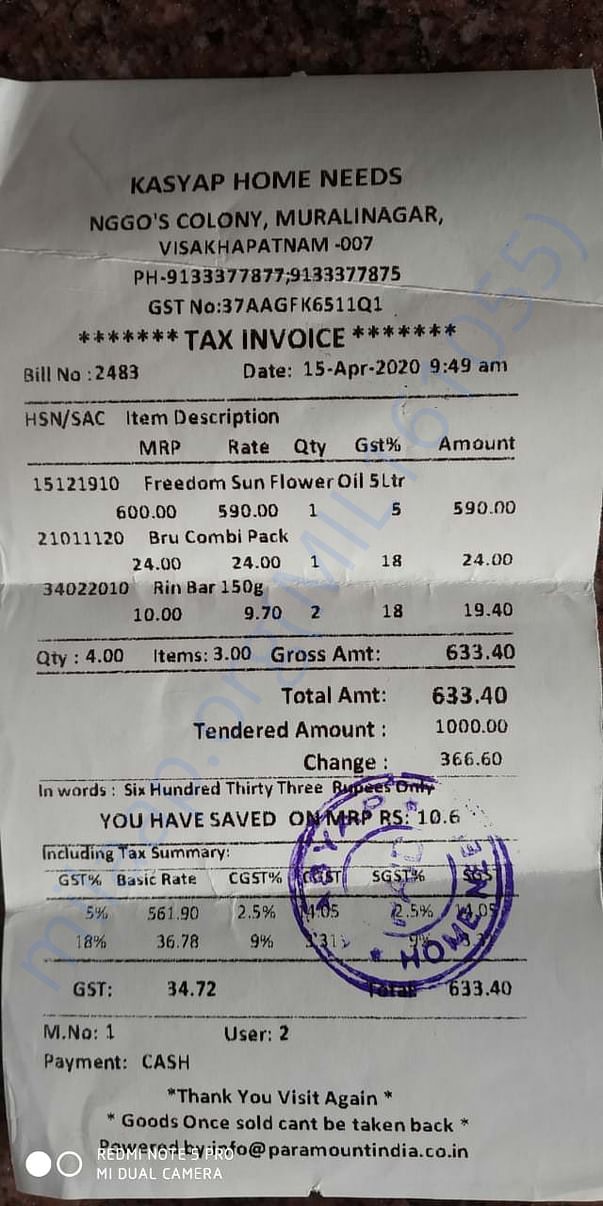 KASYAP HOME NEEDS
NGGO'S COLONY, MURALINAGAR,
VISAKHAPATNAM -007
PH-9133377877;9133377875
GST No:37AAGFK6511Q1
******* TAX INVOICE *******
Bill No :2483 Date: 15-Apr-2020 9:49 am
HSN/SAC Item Description
MRP Rate Qty Gst% Amount
15121910 Freedom Sun Flower Oil 5Ltr
600.00 590.00 1 5 590.00
21011120 Bru Combi Pack
24.00 24.00 1 18 24.00
34022010 Rin Bar 150g
10.00 9.70 2 18 19.40
Qty : 4.00 Items: 3.00 Gross Amt: 633.40
Total Amt: 633.40
Tendered Amount : 1000.00
Change : 366.60
In words : Six Hundred Thirty Three Rupees Only
YOU HAVE SAVED ON MRP RS: 10.6
Including Tax Summary:
GST% Basic Rate CGST% CGST SGST% SGST
5% 561.90 2.5% 14.05 2.5% 14.05
18% 36.78 9% 3.31 9%
GST: 34.72 Total: 633.40
M.No: 1 User: 2
Payment: CASH
*Thank You Visit Again *
* Goods Once sold cant be taken back *
Powered by:info@paramountindia.co.in
REDMI NOTE 5 PRO
MI DUAL CAMERA
HOME